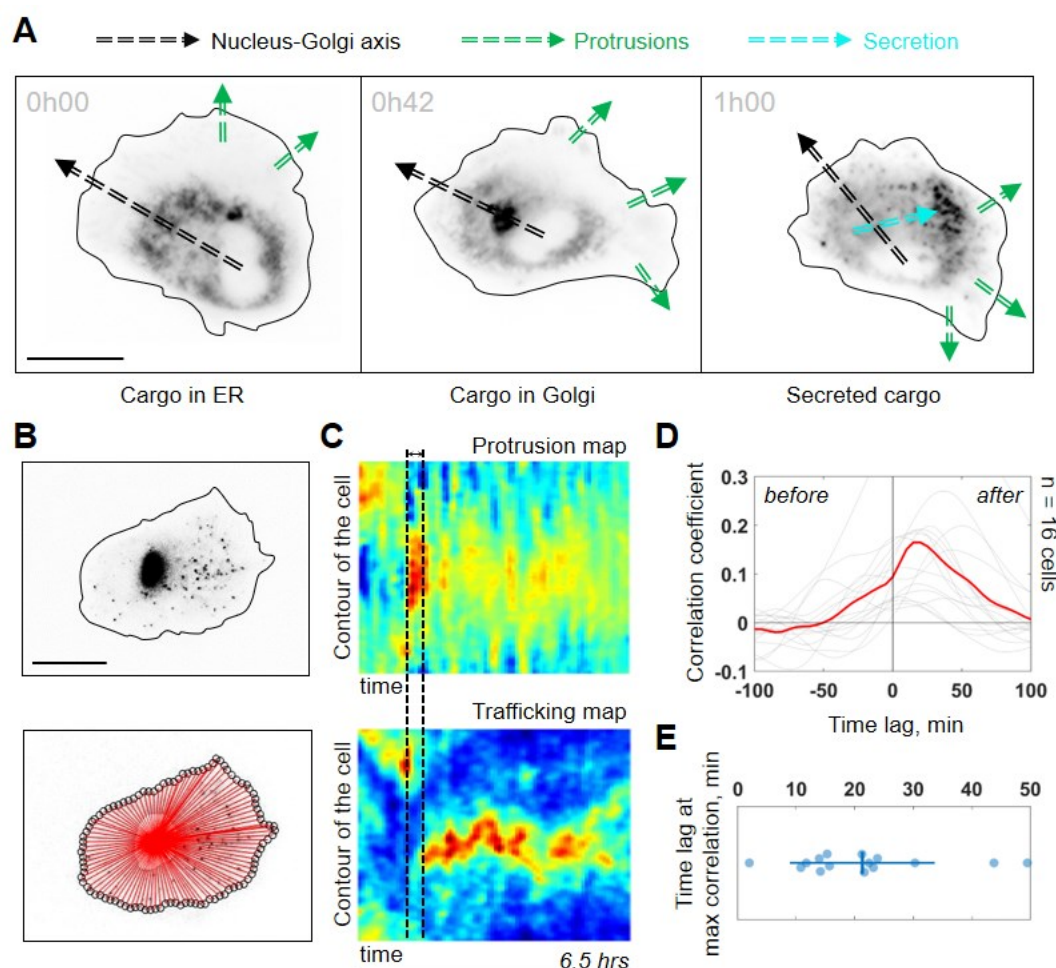 A
Nucleus-Golgi axis
Protrusions
Secretion
0h00
0h42
1h00
Cargo in ER
Cargo in Golgi
Secreted cargo
B
C
Protrusion map
Contour of the cell
time
Trafficking map
Contour of the cell
time
6.5 hrs
D
Correlation coefficient
0.3
0.2
0.1
0
-0.1
before
after
n = 16 cells
-100
-50
0
50
100
Time lag, min
E
Time lag at
max correlation, min
0
10
20
30
40
50